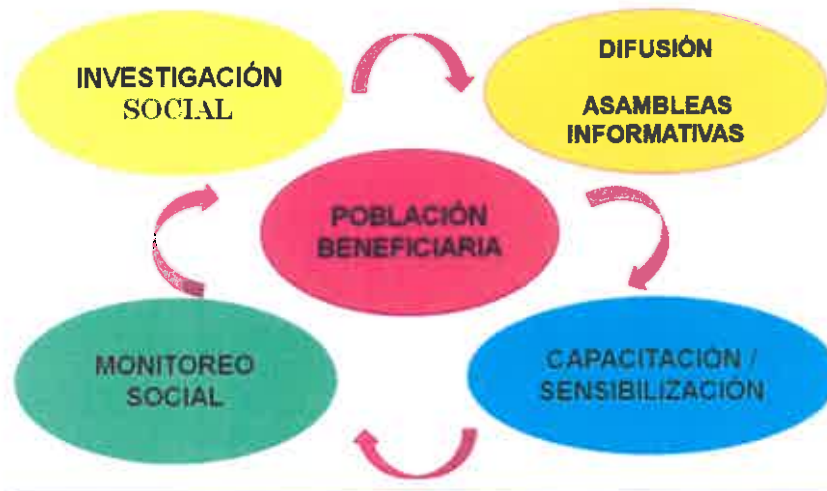 INVESTIGACIÓN
SOCIAL
DIFUSIÓN
ASAMBLEAS
INFORMATIVAS
POBLACIÓN
BENEFICIARIA
MONITOREO
SOCIAL
CAPACITACIÓN /
SENSIBILIZACIÓN